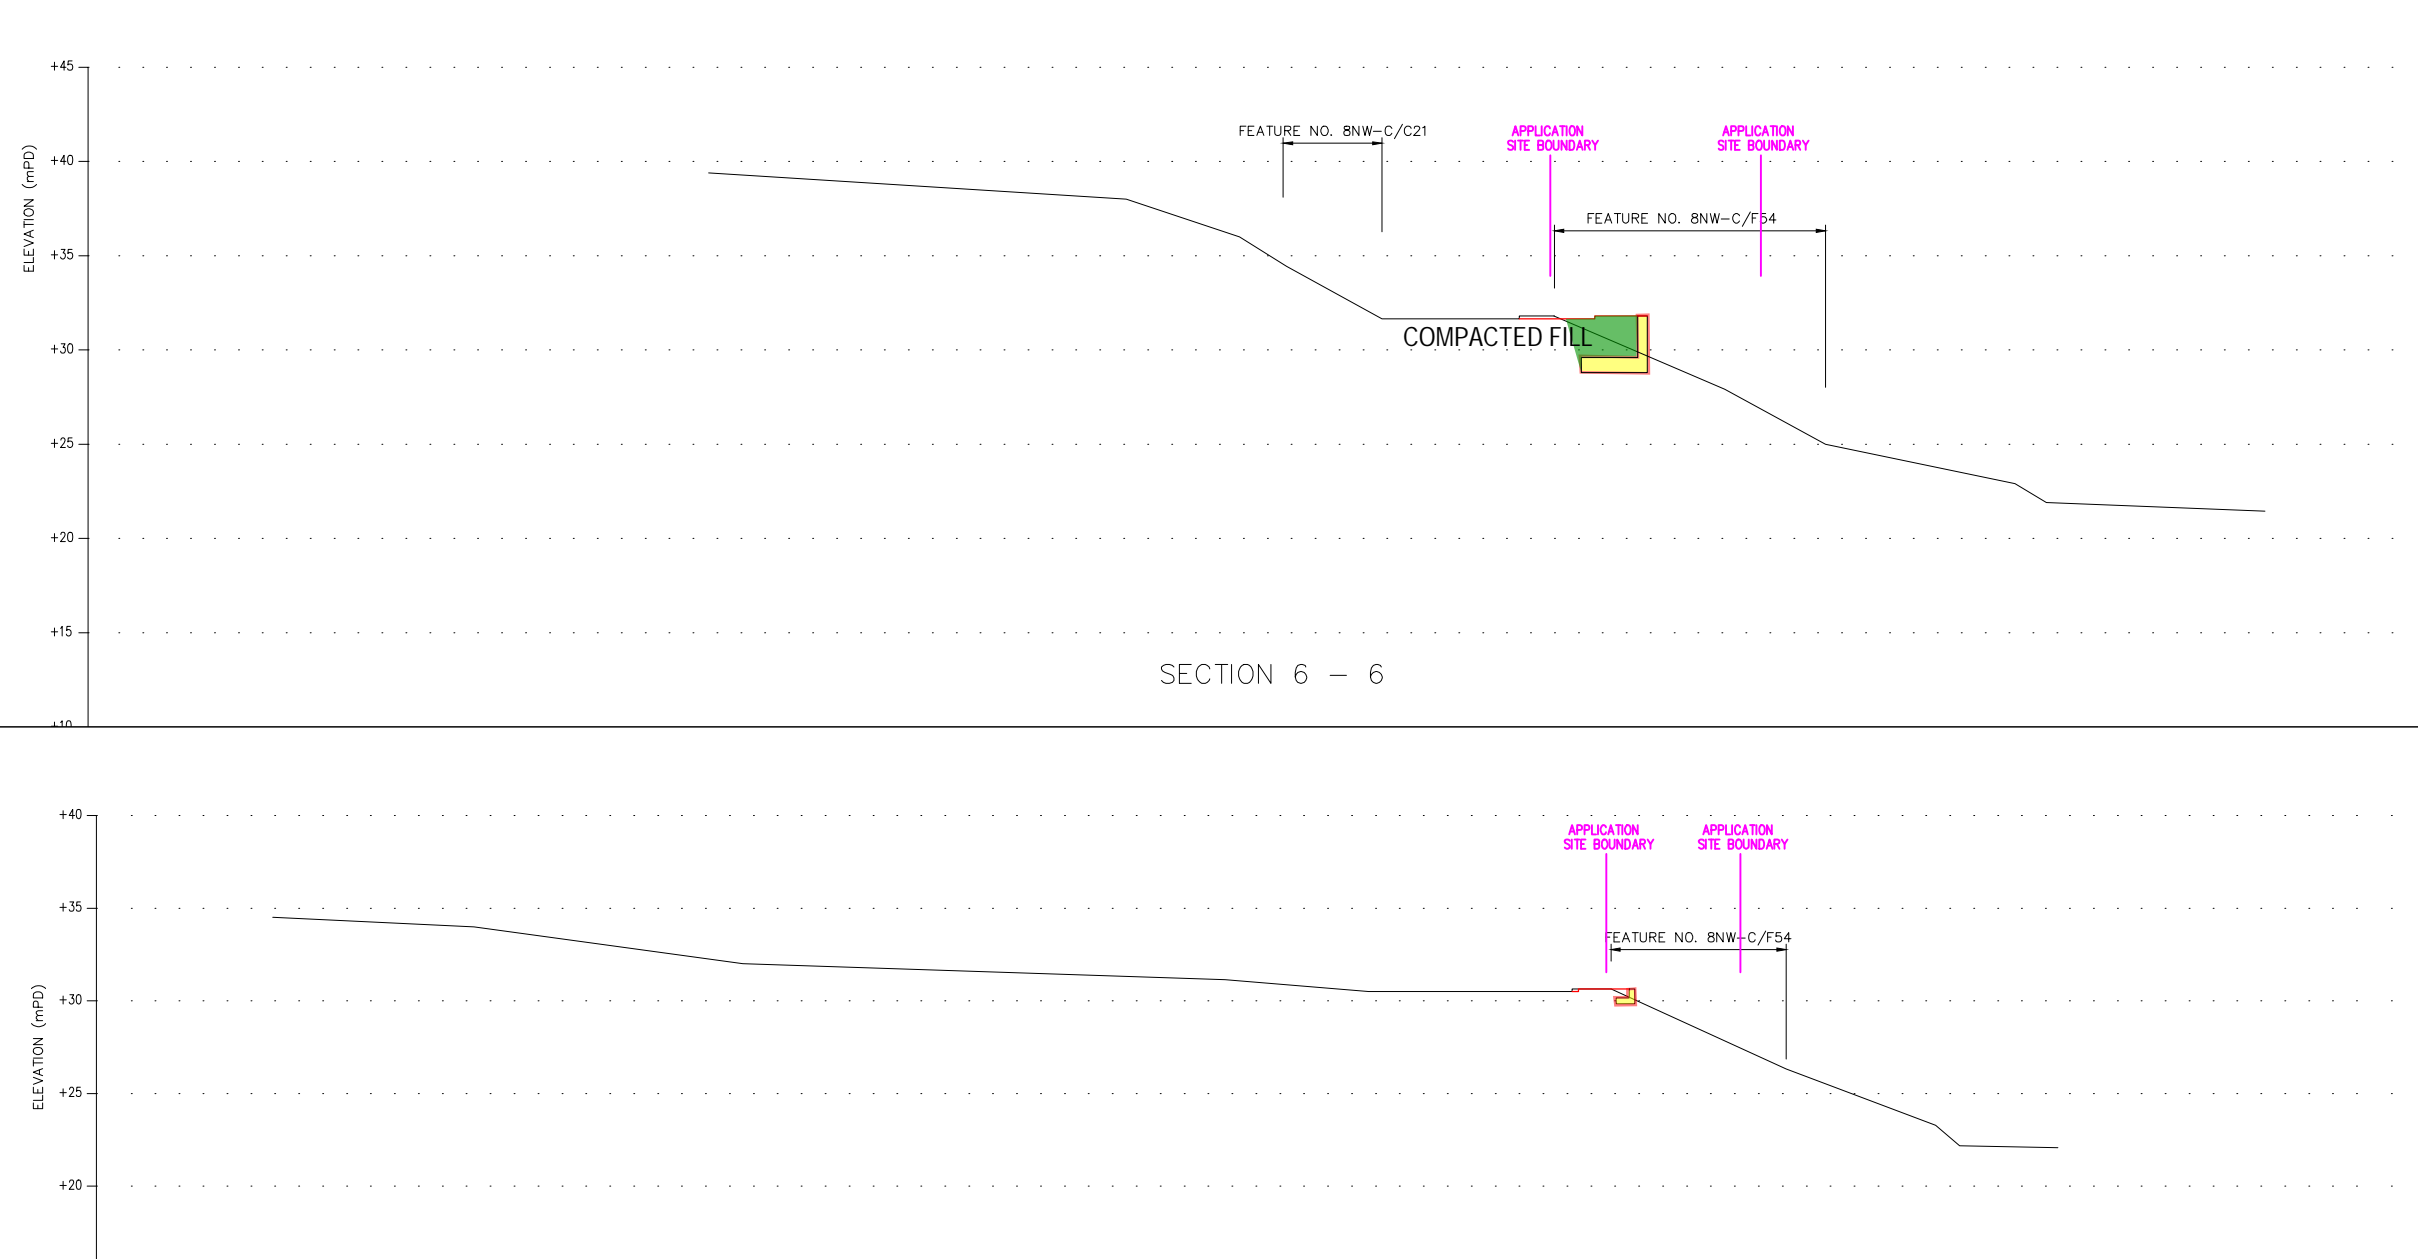 +45
FEATURE NO. 8NW-C/C21
APPLICATION
SITE BOUNDARY
APPLICATION
SITE BOUNDARY
+40
ELEVATION (mPD)
FEATURE NO. 8NW-C/F54
+35
COMPACTED FILL
+30
+25
+20
+15
SECTION 6 - 6
+10
+40
APPLICATION
SITE BOUNDARY
APPLICATION
SITE BOUNDARY
+35
FEATURE NO. 8NW-C/F54
+30
ELEVATION (mPD)
+25
+20